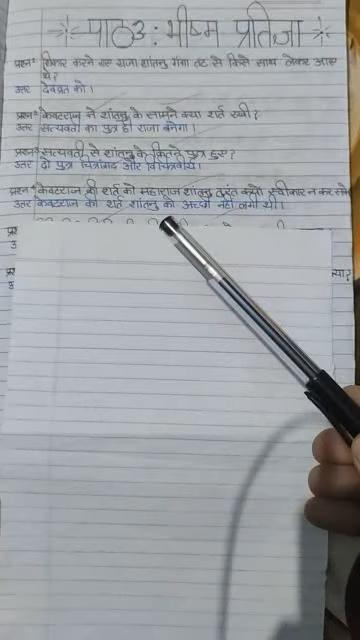 पाठ 3 : भीष्म प्रतिज्ञा
प्रश्न¹ शिकार करने गए राजा शांतनु गंगा तट से किसे साथ लेकर आए
थे?
उत्तर देवव्रत को।
प्रश्न² केवटराज ने शांतनु के सामने क्या शर्त रखी?
उत्तर सत्यवती का पुत्र ही राजा बनेगा।
प्रश्न³ सत्यवती से शांतनु के कितने पुत्र हुए?
उत्तर दो पुत्र चित्रांगद और विचित्रवीर्य।
प्रश्न⁴ केवटराज की शर्त को महाराज शांतनु तुरंत क्यों स्वीकार न कर सके
उत्तर केवटराज की शर्त शांतनु को अच्छी नहीं लगी थी।